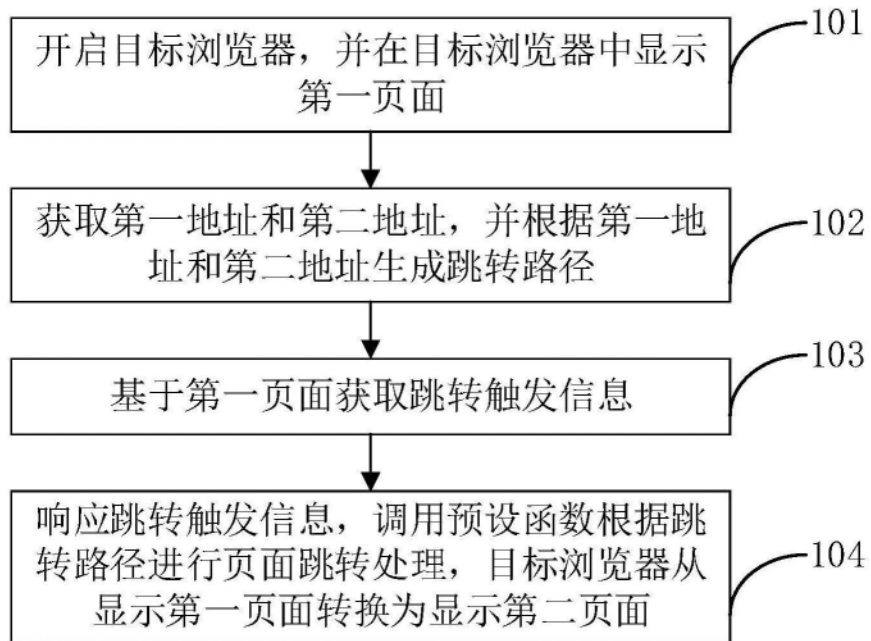 开启目标浏览器，并在目标浏览器中显示
第一页面
101
获取第一地址和第二地址，并根据第一地
址和第二地址生成跳转路径
102
基于第一页面获取跳转触发信息
103
响应跳转触发信息，调用预设函数根据跳
转路径进行页面跳转处理，目标浏览器从
显示第一页面转换为显示第二页面
104